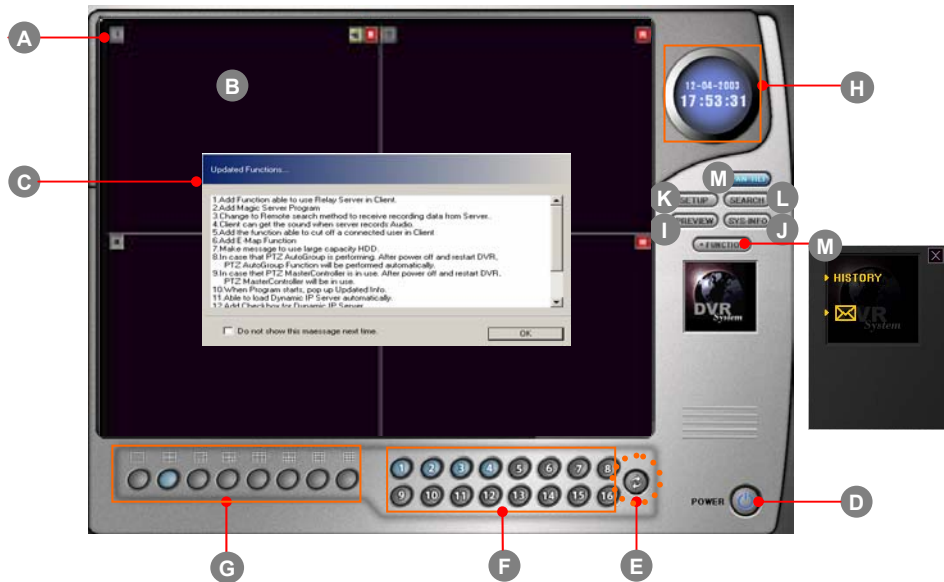 A
B
12-04-2003
17:53:31
H
C
Updated Functions...
1.Add Function able to use Relay Server in Client.
2.Add Magic Server Program
3.Change to Remote search method to receive recording data from Server..
4.Client can get the sound when server records Audio.
5.Add the function able to cut off a connected user in Client
6.Add E-Map Function
7.Make message to use large capacity HDD.
8.In case that PTZ AutoGroup is performing. After power off and restart DVR,
PTZ AutoGroup Function will be performed automatically.
9.In case thet PTZ MasterController is in use. After power off and restart DVR,
PTZ MasterController will be in use.
10.When Program starts, pop up Updated Info.
11.Able to load Dynamic IP Server automatically.
12.Add Checkbox for Dynamic IP Server
Do not show this maessage next time.
OK
M
K SETUP SEARCH L
I PREVIEW SYS-INFO J
FUNCTION M
DVR
System
HISTORY
System
1 2 3 4 5 6 7 8
9 10 11 12 13 14 15 16
POWER
D
G
F
E